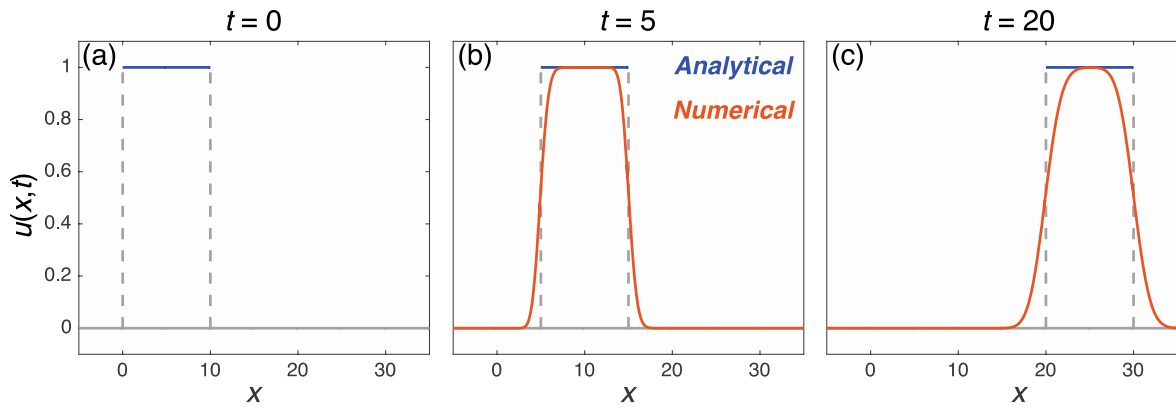 t = 0
t = 5
t = 20
(a)
(b)
(c)
Analytical
Numerical
u(x,t)
1
0.8
0.6
0.4
0.2
0
0 10 20 30
0 10 20 30
0 10 20 30
x
x
x